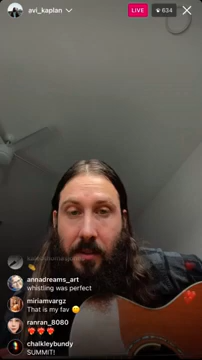 avi_kaplan
LIVE
634
annadreams_art
whistling was perfect
miriamvargz
That is my fav 😊
ranran_8080
❤️❤️❤️
chalkleybundy
SUMMIT!